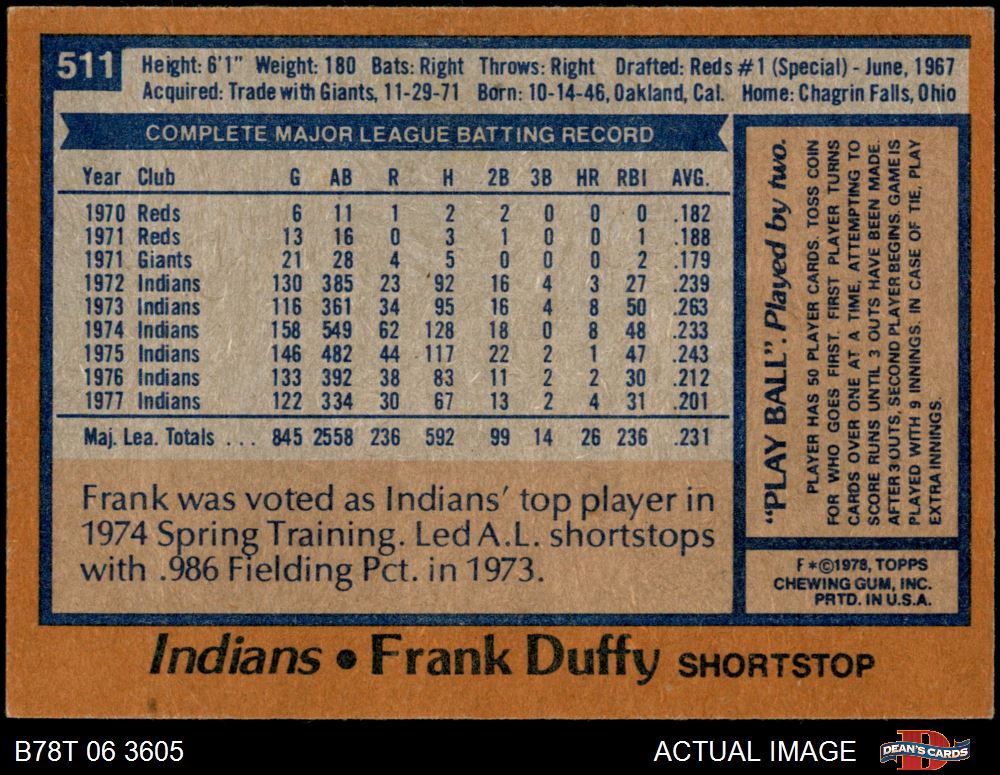 511
Height: 6'1" Weight: 180 Bats: Right Throws: Right Drafted: Reds #1 (Special) - June, 1967
Acquired: Trade with Giants, 11-29-71 Born: 10-14-46, Oakland, Cal. Home: Chagrin Falls, Ohio
COMPLETE MAJOR LEAGUE BATTING RECORD
Year Club G AB R H 2B 3B HR RBI AVG.
1970 Reds 6 11 1 2 2 0 0 0 .182
1971 Reds 13 16 0 3 1 0 0 1 .188
1971 Giants 21 28 4 5 0 0 0 2 .179
1972 Indians 130 385 23 92 16 4 3 27 .239
1973 Indians 116 361 34 95 16 4 8 50 .263
1974 Indians 158 549 62 128 18 0 8 48 .233
1975 Indians 146 482 44 117 22 2 1 47 .243
1976 Indians 133 392 38 83 11 2 2 30 .212
1977 Indians 122 334 30 67 13 2 4 31 .201
Maj. Lea. Totals ... 845 2558 236 592 99 14 26 236 .231
Frank was voted as Indians' top player in
1974 Spring Training. Led A.L. shortstops
with .986 Fielding Pct. in 1973.
"PLAY BALL". Played by two.
PLAYER HAS 50 PLAYER CARDS. TOSS COIN
FOR WHO GOES FIRST. FIRST PLAYER TURNS
CARDS OVER ONE AT A TIME, ATTEMPTING TO
SCORE RUNS UNTIL 3 OUTS HAVE BEEN MADE.
AFTER 3 OUTS, SECOND PLAYER BEGINS. GAME IS
PLAYED WITH 9 INNINGS. IN CASE OF TIE, PLAY
EXTRA INNINGS.
F*©1978, TOPPS
CHEWING GUM, INC.
PRTD. IN U.S.A.
Indians • Frank Duffy SHORTSTOP
B78T 06 3605 ACTUAL IMAGE
D
DEAN'S CARDS